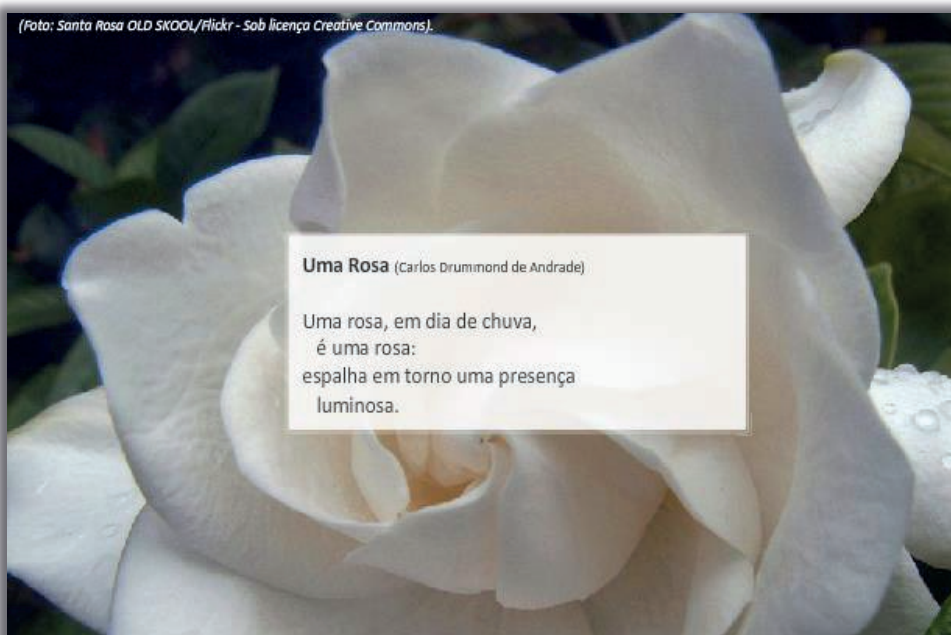 (Foto: Santa Rosa OLD SKOOL/Flickr - Sob licença Creative Commons).
Uma Rosa (Carlos Drummond de Andrade)
Uma rosa, em dia de chuva,
é uma rosa:
espalha em torno uma presença
luminosa.